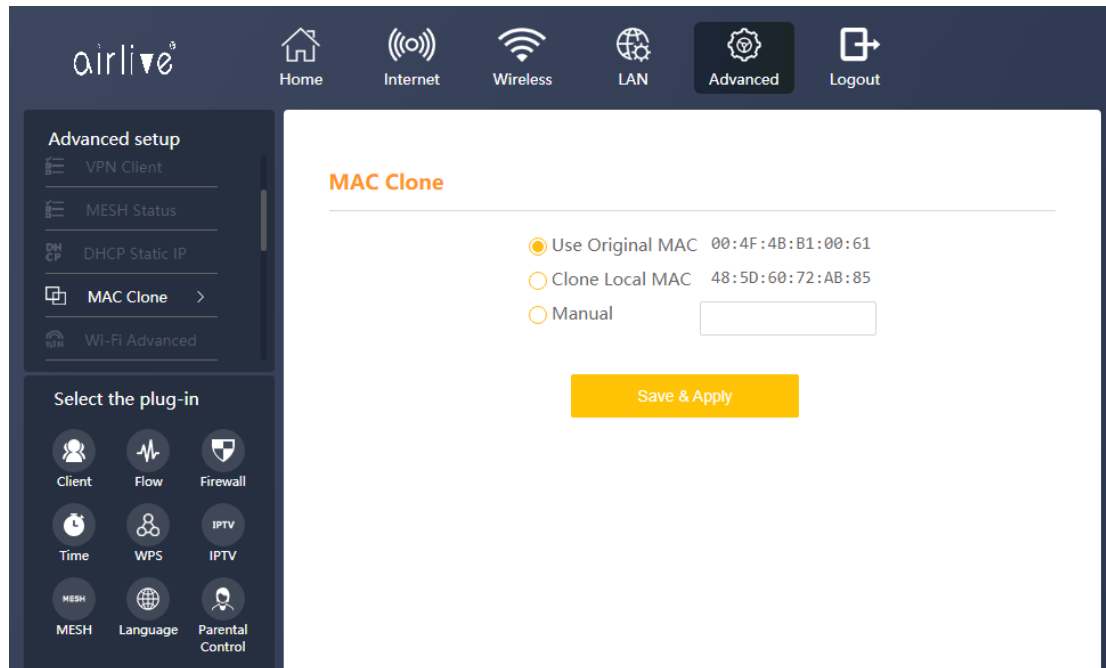 airlive
Home Internet Wireless LAN Advanced Logout
Advanced setup
VPN Client
MESH Status
DH
CP DHCP Static IP
MAC Clone >
Wi-Fi Advanced
MAC Clone
Use Original MAC 00:4F:4B:B1:00:61
Clone Local MAC 48:5D:60:72:AB:85
Manual
Save & Apply
Select the plug-in
Client Flow Firewall
IPTV
Time WPS IPTV
MESH
MESH Language Parental
Control